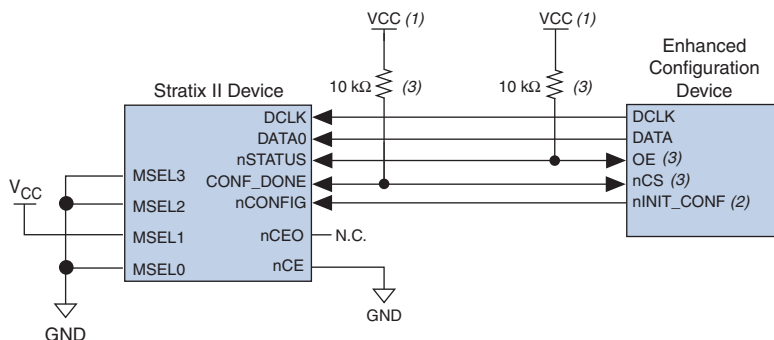 VCC (1)
VCC (1)
Enhanced
Configuration
Device
10 kΩ
(3)
10 kΩ
(3)
Stratix II Device
DCLK
DCLK
DATA0
DATA
nSTATUS
OE (3)
MSEL3
CONF_DONE
nCS (3)
VCC
MSEL2
nCONFIG
nINIT_CONF (2)
MSEL1
nCEO
N.C.
MSEL0
nCE
GND
GND